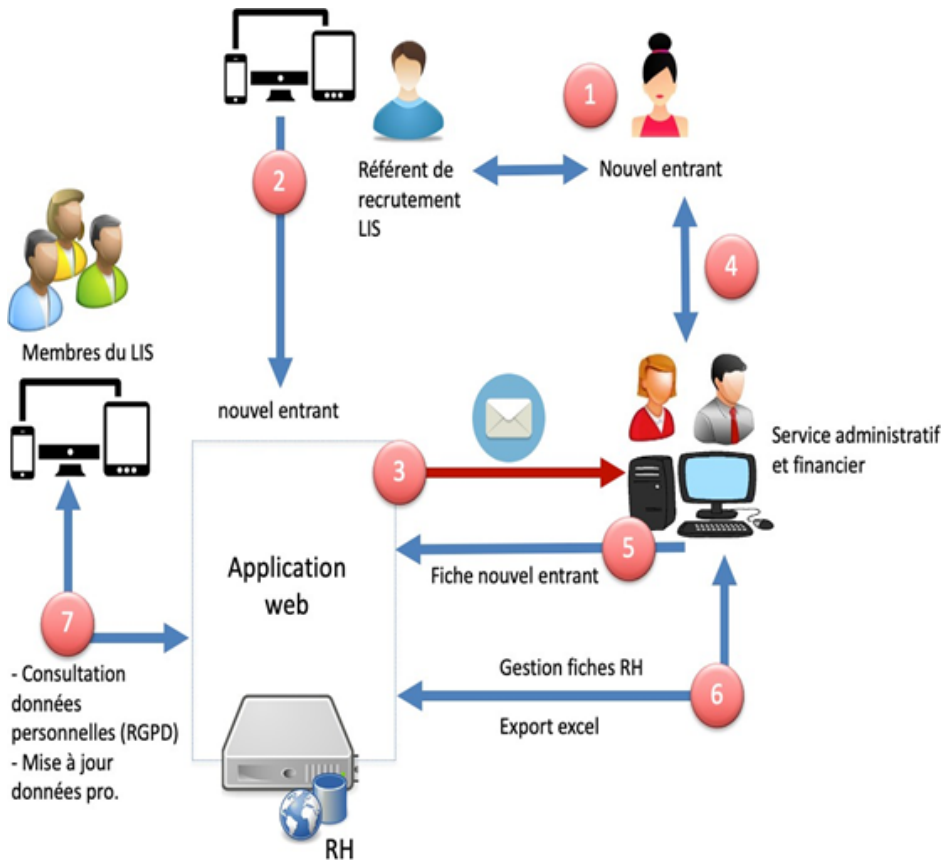 1
2
Référent de
recrutement
LIS
Nouvel entrant
4
Membres du LIS
nouvel entrant
3
Service administratif
et financier
5
Fiche nouvel entrant
Application
web
7
- Consultation
données
personnelles (RGPD)
- Mise à jour
données pro.
Gestion fiches RH
6
Export excel
RH